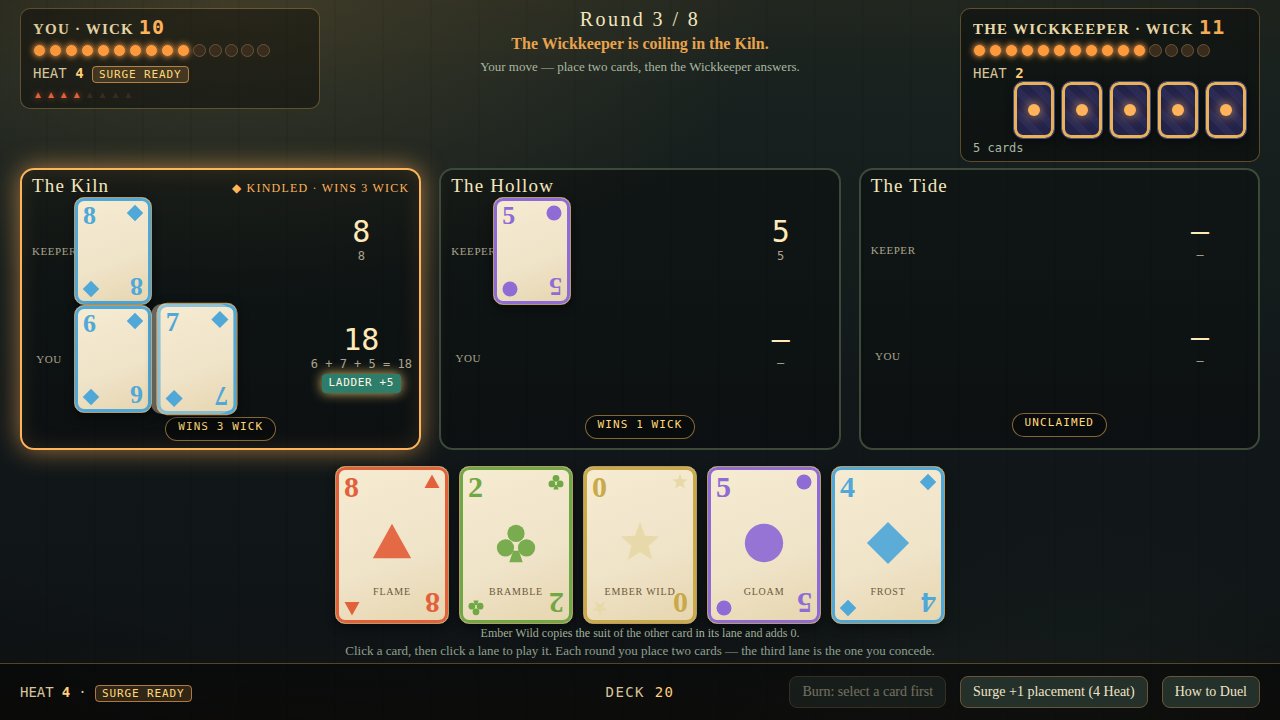 YOU · WICK 10
HEAT 4 SURGE READY
Round 3 / 8
The Wickkeeper is coiling in the Kiln.
Your move — place two cards, then the Wickkeeper answers.
THE WICKKEEPER · WICK 11
HEAT 2
5 cards
The Kiln
◆ KINDLED · WINS 3 WICK
KEEPER
8
8
8
8
YOU
6
6
7
7
18
6 + 7 + 5 = 18
LADDER +5
WINS 3 WICK
The Hollow
KEEPER
5
5
5
5
YOU
—
–
WINS 1 WICK
The Tide
KEEPER
—
–
YOU
—
–
UNCLAIMED
8
FLAME
8
2
BRAMBLE
2
0
EMBER WILD
0
5
GLOAM
5
4
FROST
4
Ember Wild copies the suit of the other card in its lane and adds 0.
Click a card, then click a lane to play it. Each round you place two cards — the third lane is the one you concede.
HEAT 4 · SURGE READY
DECK 20
Burn: select a card first
Surge +1 placement (4 Heat)
How to Duel